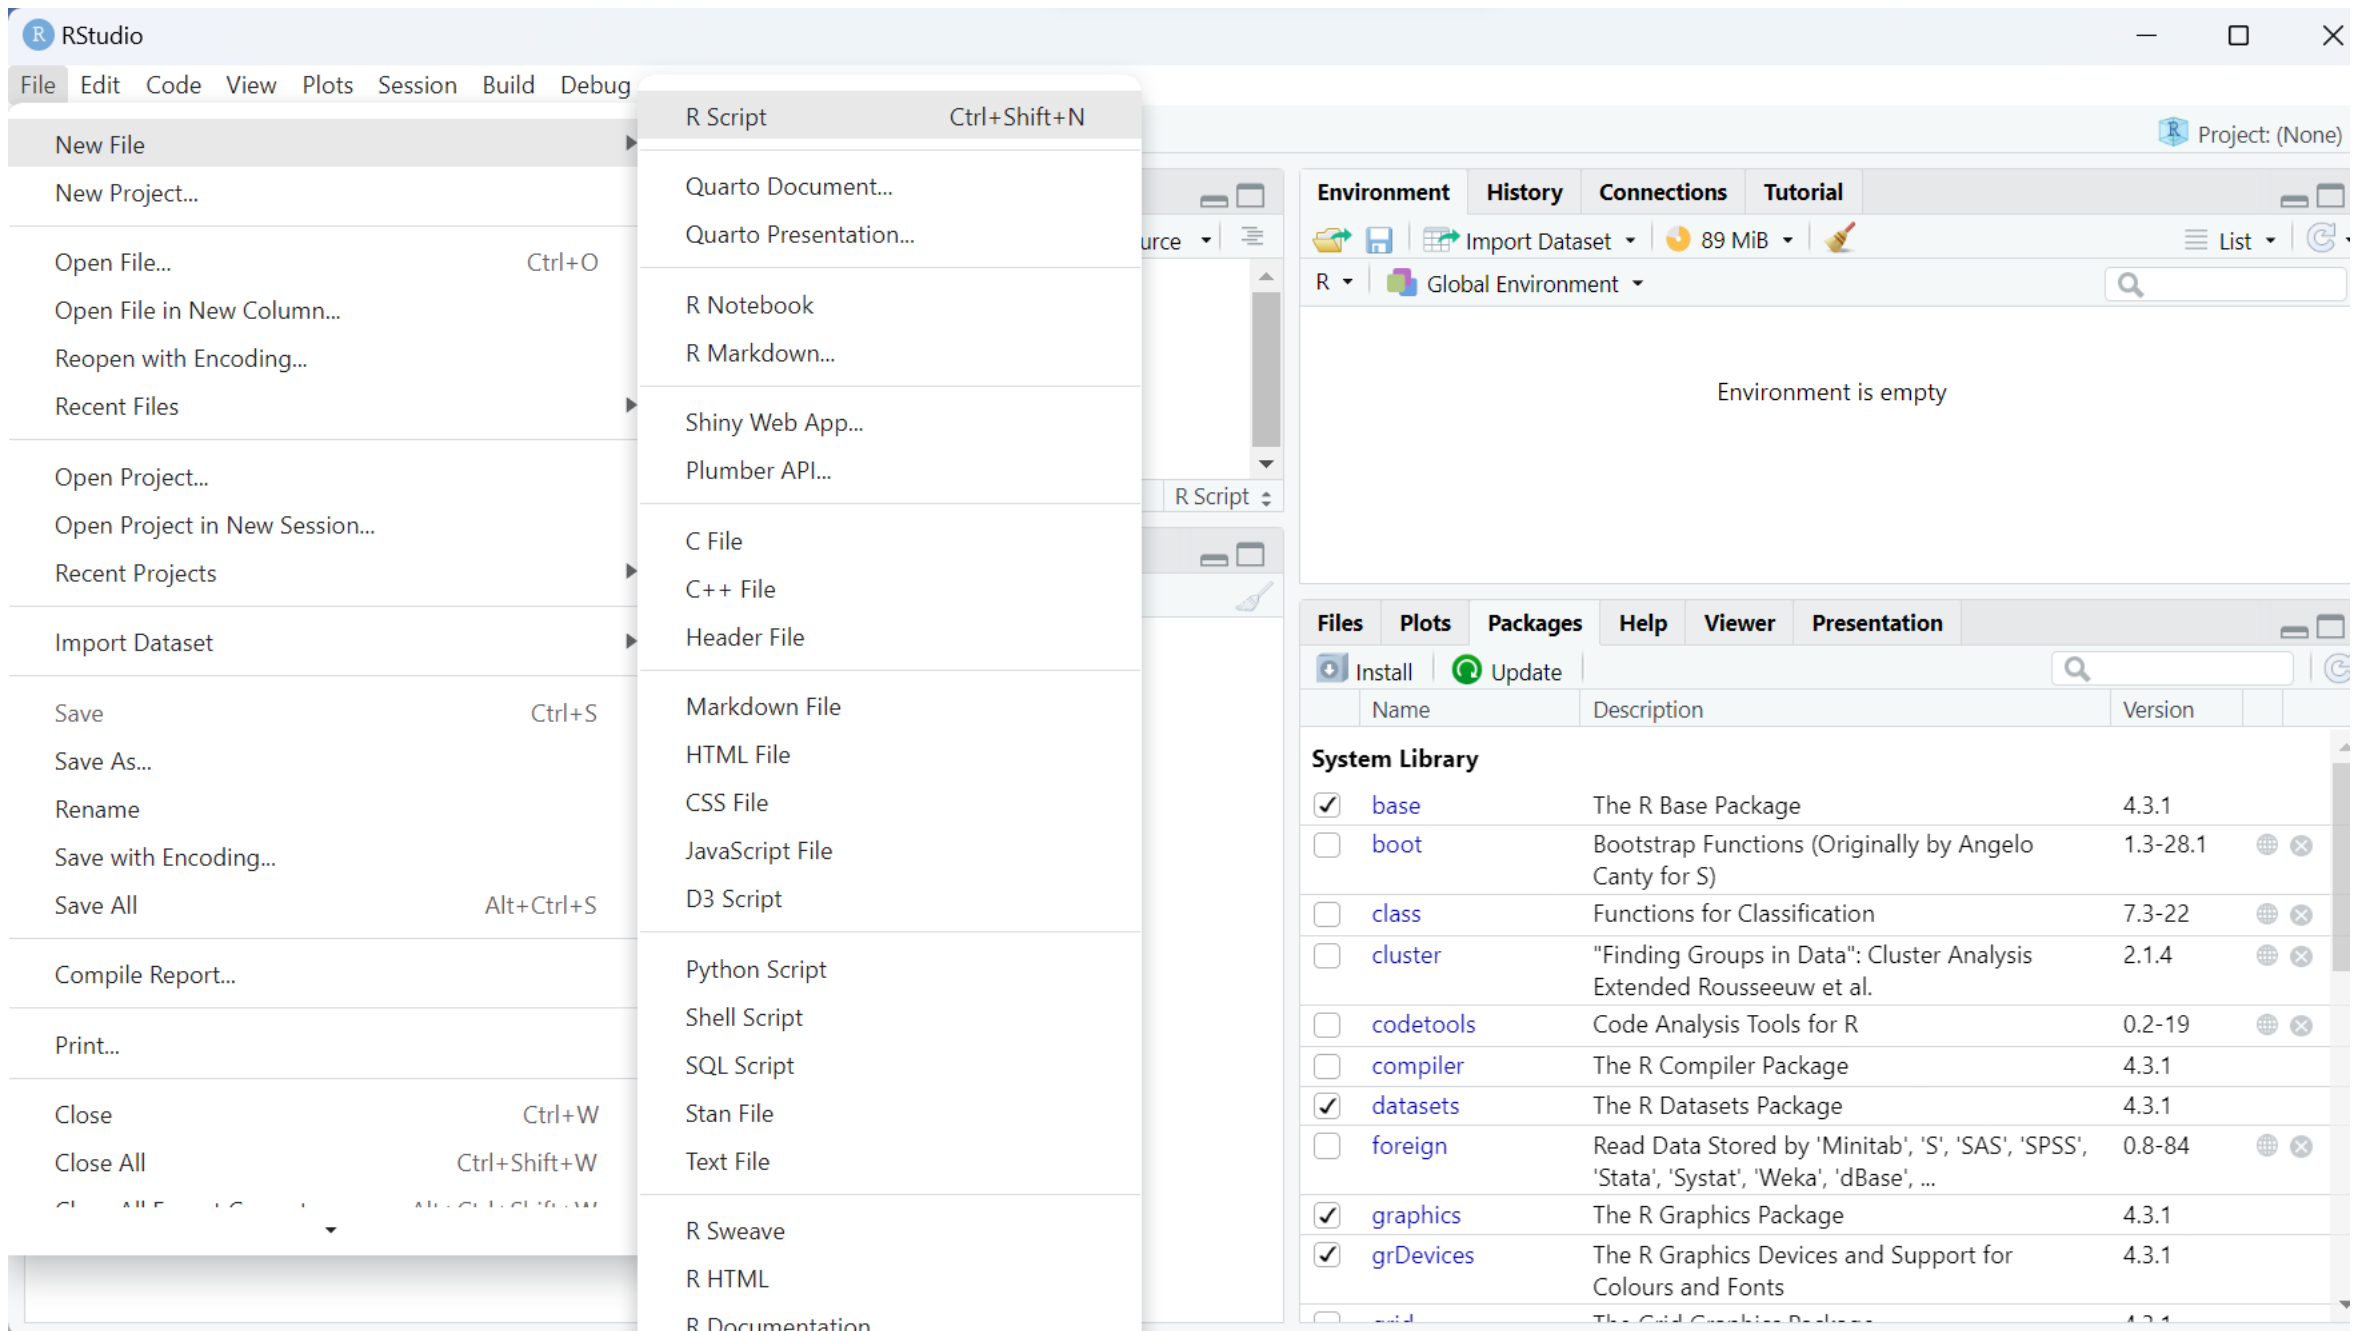 RStudio
File Edit Code View Plots Session Build Debug
New File
New Project...
Open File... Ctrl+O
Open File in New Column...
Reopen with Encoding...
Recent Files
Open Project...
Open Project in New Session...
Recent Projects
Import Dataset
Save Ctrl+S
Save As...
Rename
Save with Encoding...
Save All Alt+Ctrl+S
Compile Report...
Print...
Close Ctrl+W
Close All Ctrl+Shift+W
R Script Ctrl+Shift+N
Quarto Document...
Quarto Presentation...
R Notebook
R Markdown...
Shiny Web App...
Plumber API...
C File
C++ File
Header File
Markdown File
HTML File
CSS File
JavaScript File
D3 Script
Python Script
Shell Script
SQL Script
Stan File
Text File
R Sweave
R HTML
R Documentation
urce
R Script
Project: (None)
Environment History Connections Tutorial
Import Dataset 89 MiB List
R Global Environment
Environment is empty
Files Plots Packages Help Viewer Presentation
Install Update
Name Description Version
System Library
base The R Base Package 4.3.1
boot Bootstrap Functions (Originally by Angelo 1.3-28.1
Canty for S)
class Functions for Classification 7.3-22
cluster "Finding Groups in Data": Cluster Analysis 2.1.4
Extended Rousseeuw et al.
codetools Code Analysis Tools for R 0.2-19
compiler The R Compiler Package 4.3.1
datasets The R Datasets Package 4.3.1
foreign Read Data Stored by 'Minitab', 'S', 'SAS', 'SPSS', 0.8-84
'Stata', 'Systat', 'Weka', 'dBase', ...
graphics The R Graphics Package 4.3.1
grDevices The R Graphics Devices and Support for 4.3.1
Colours and Fonts
grid The Grid Graphics Package 4.3.1